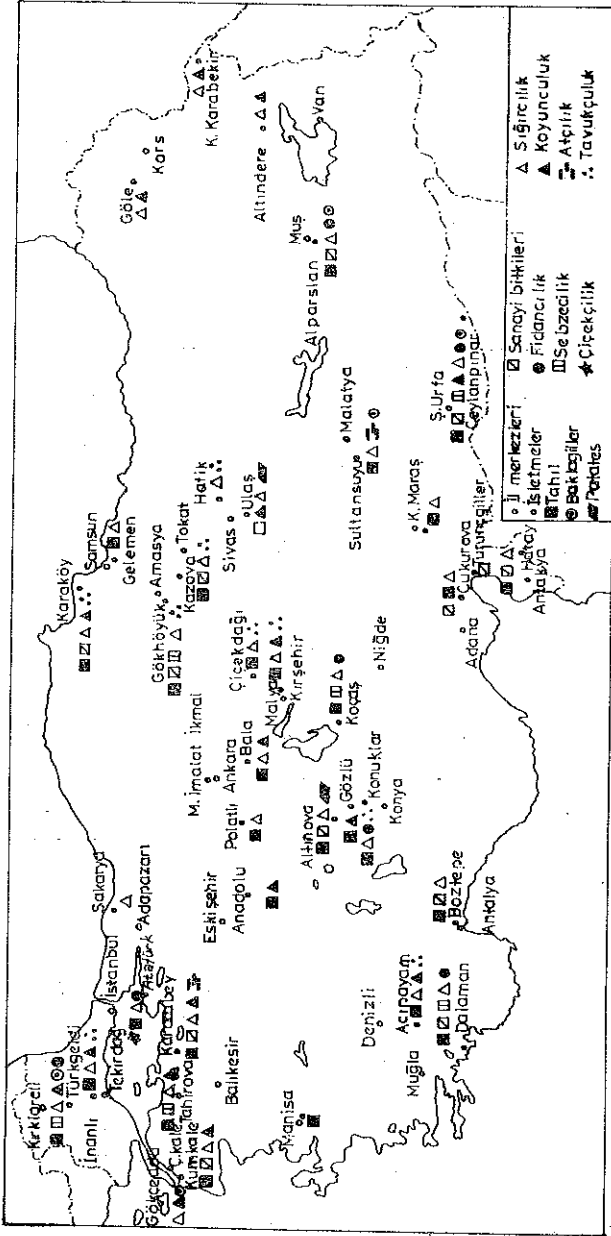 Kırklareli
Türkgeldi
İnanlı
Tekirdağ
İstanbul
Atatürk
Sakarya
Adapazarı
Gökçeada
Ç.kale
Kumkale
Tahirova
Karacabey
Balıkesir
Manisa
Muğla
Denizli
Acıpayam
Dalaman
Boztepe
Antalya
Eskişehir
Anadolu
Polatlı
Ankara
Bala
M. İmalat İkmal
Altınova
Gözlü
Konuklar
Konya
Koçaş
Niğde
Kırşehir
Malya
Çiçekdağı
Gökhöyük
Amasya
Kazova
Tokat
Karaköy
Samsun
Gelemen
Sivas
Hafik
Ulaş
Sultansuyu
Malatya
K. Maraş
Çukurova
Adana
Turunçgiller
Hatay
Antakya
Ş. Urfa
Ceylanpınar
Alparslan
Muş
Van
Altındere
Göle
Kars
K. Karabekir
İl merkezleri
İşletmeler
Tahıl
Baklagiller
Patates
Sanayi bitkileri
Fidancılık
Sebzecilik
Çiçekçilik
Sığırcılık
Koyunculuk
Atçılık
Tavukçuluk